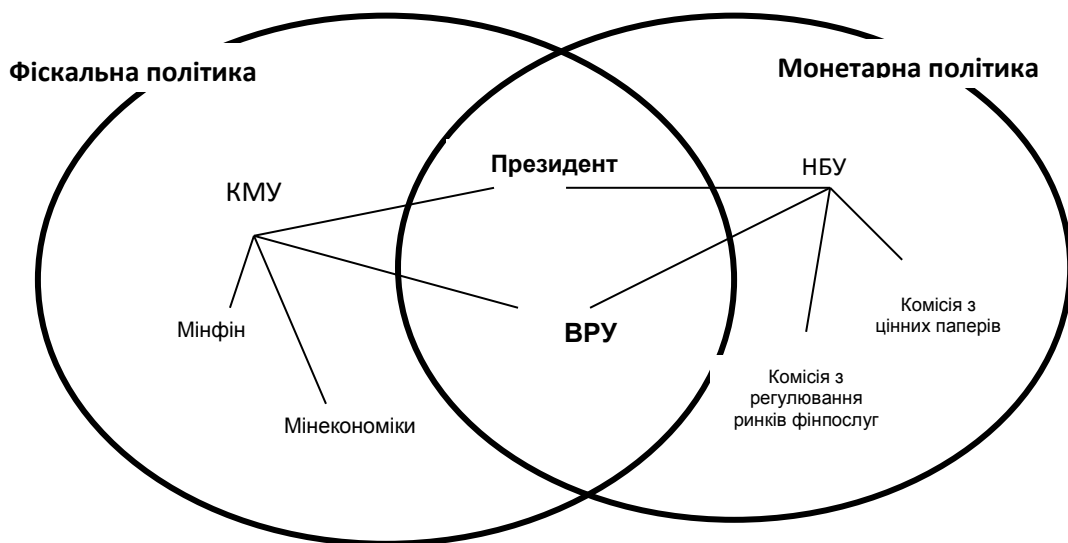 Фіскальна політика
Монетарна політика
Президент
НБУ
КМУ
Мінфін
ВРУ
Комісія з
цінних паперів
Мінекономіки
Комісія з
регулювання
ринків фінпослуг